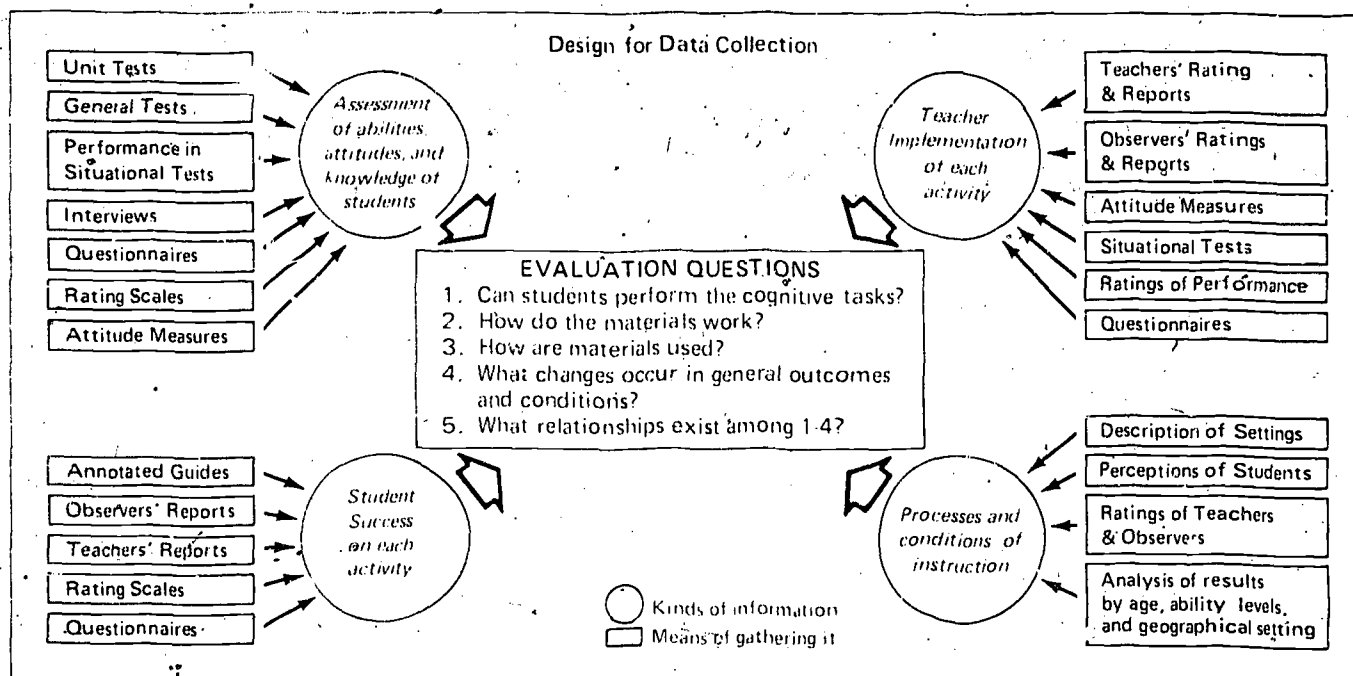 Design for Data Collection
Unit Tests
General Tests
Performance in
Situational Tests
Interviews
Questionnaires
Rating Scales
Attitude Measures
Assessment
of abilities,
attitudes, and
knowledge of
students
Teacher
Implementation
of each
activity
Teachers' Rating
& Reports
Observers' Ratings
& Reports
Attitude Measures
Situational Tests
Ratings of Performance
Questionnaires
EVALUATION QUESTIONS
1. Can students perform the cognitive tasks?
2. How do the materials work?
3. How are materials used?
4. What changes occur in general outcomes
and conditions?
5. What relationships exist among 1-4?
Annotated Guides
Observers' Reports
Teachers' Reports
Rating Scales
Questionnaires
Student
Success
on each
activity
Processes and
conditions of
instruction
Description of Settings
Perceptions of Students
Ratings of Teachers
& Observers
Analysis of results
by age, ability levels,
and geographical setting
Kinds of information
Means of gathering it